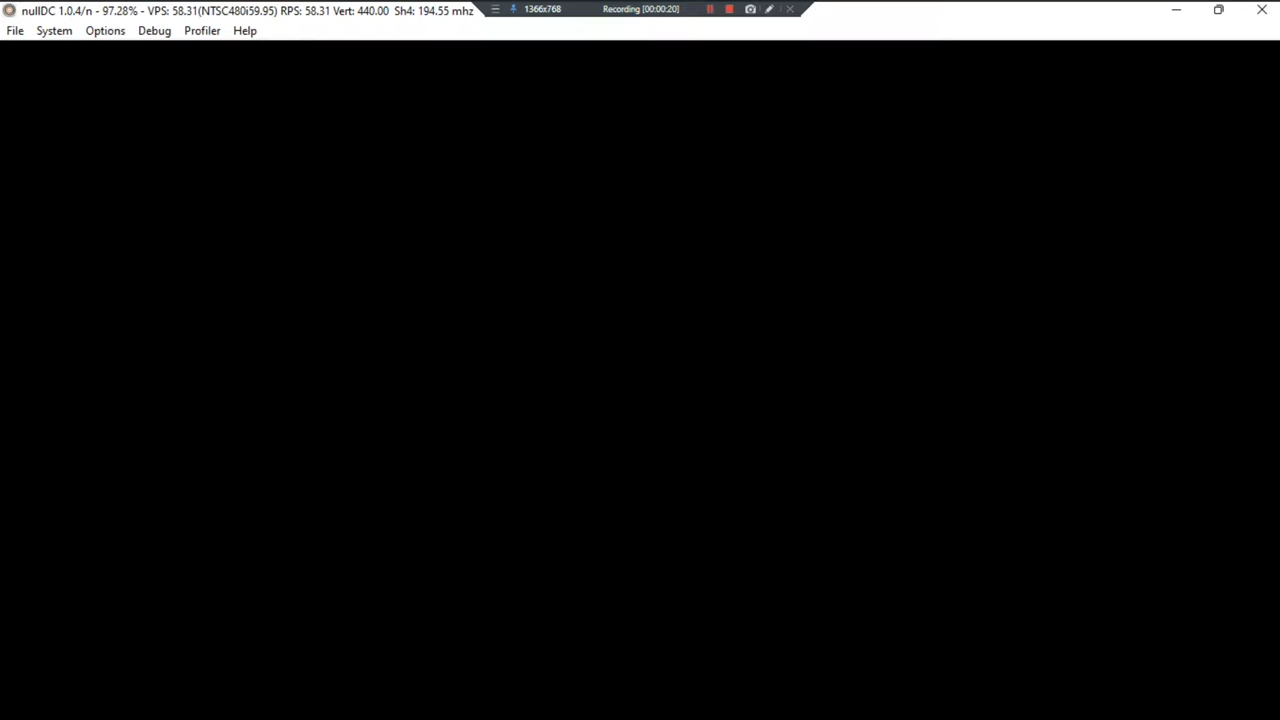 nullDC 1.0.4/n - 97.28% - VPS: 58.31(NTSC480i59.95) RPS: 58.31 Vert: 440.00 Sh4: 194.55 mhz
1366x768 Recording [00:00:20]
File System Options Debug Profiler Help